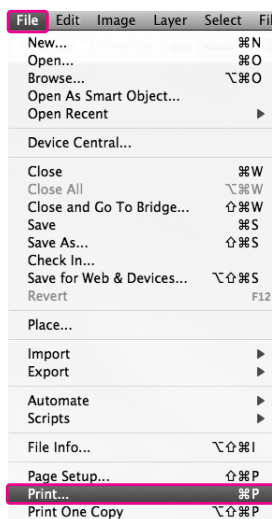 File Edit Image Layer Select Fil
New... ⌘N
Open... ⌘O
Browse... ⌥⌘O
Open As Smart Object...
Open Recent ▶
Device Central...
Close ⌘W
Close All ⌥⌘W
Close and Go To Bridge... ⇧⌘W
Save ⌘S
Save As... ⇧⌘S
Check In...
Save for Web & Devices... ⌥⇧⌘S
Revert F12
Place...
Import ▶
Export ▶
Automate ▶
Scripts ▶
File Info... ⌥⇧⌘I
Page Setup... ⇧⌘P
Print... ⌘P
Print One Copy ⌥⇧⌘P